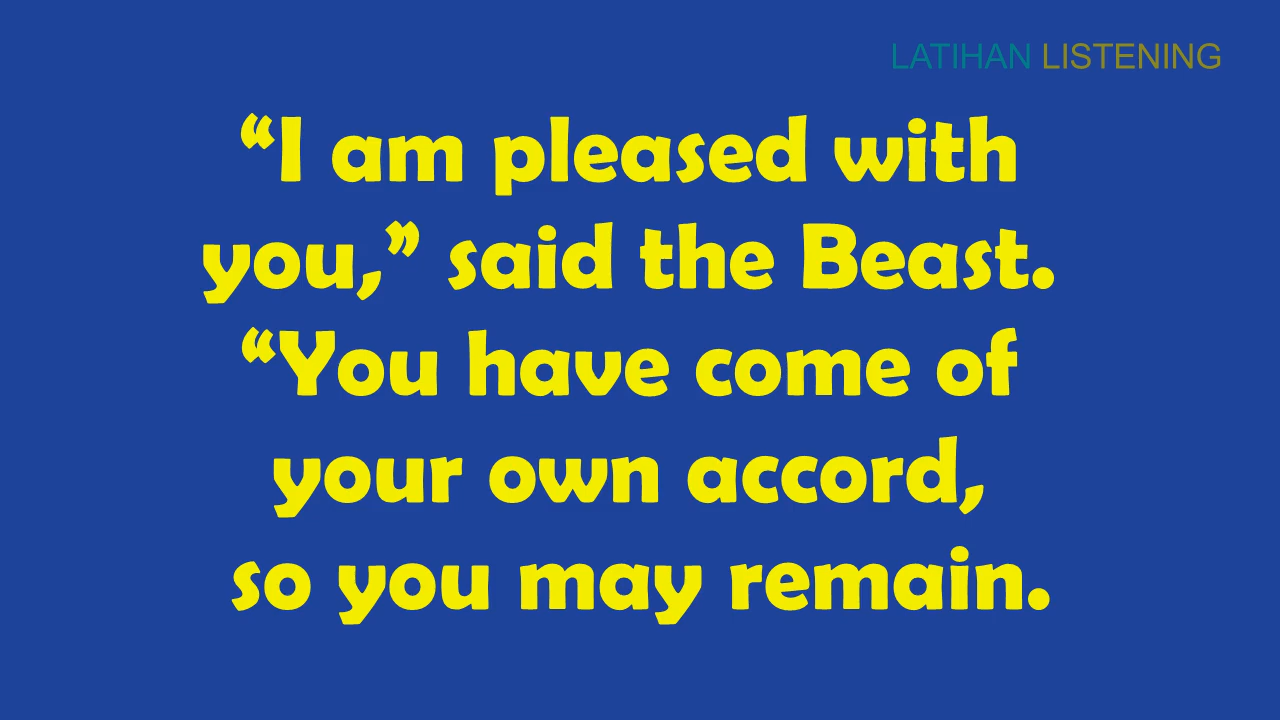 LATIHAN LISTENING
“I am pleased with
you,” said the Beast.
“You have come of
your own accord,
so you may remain.